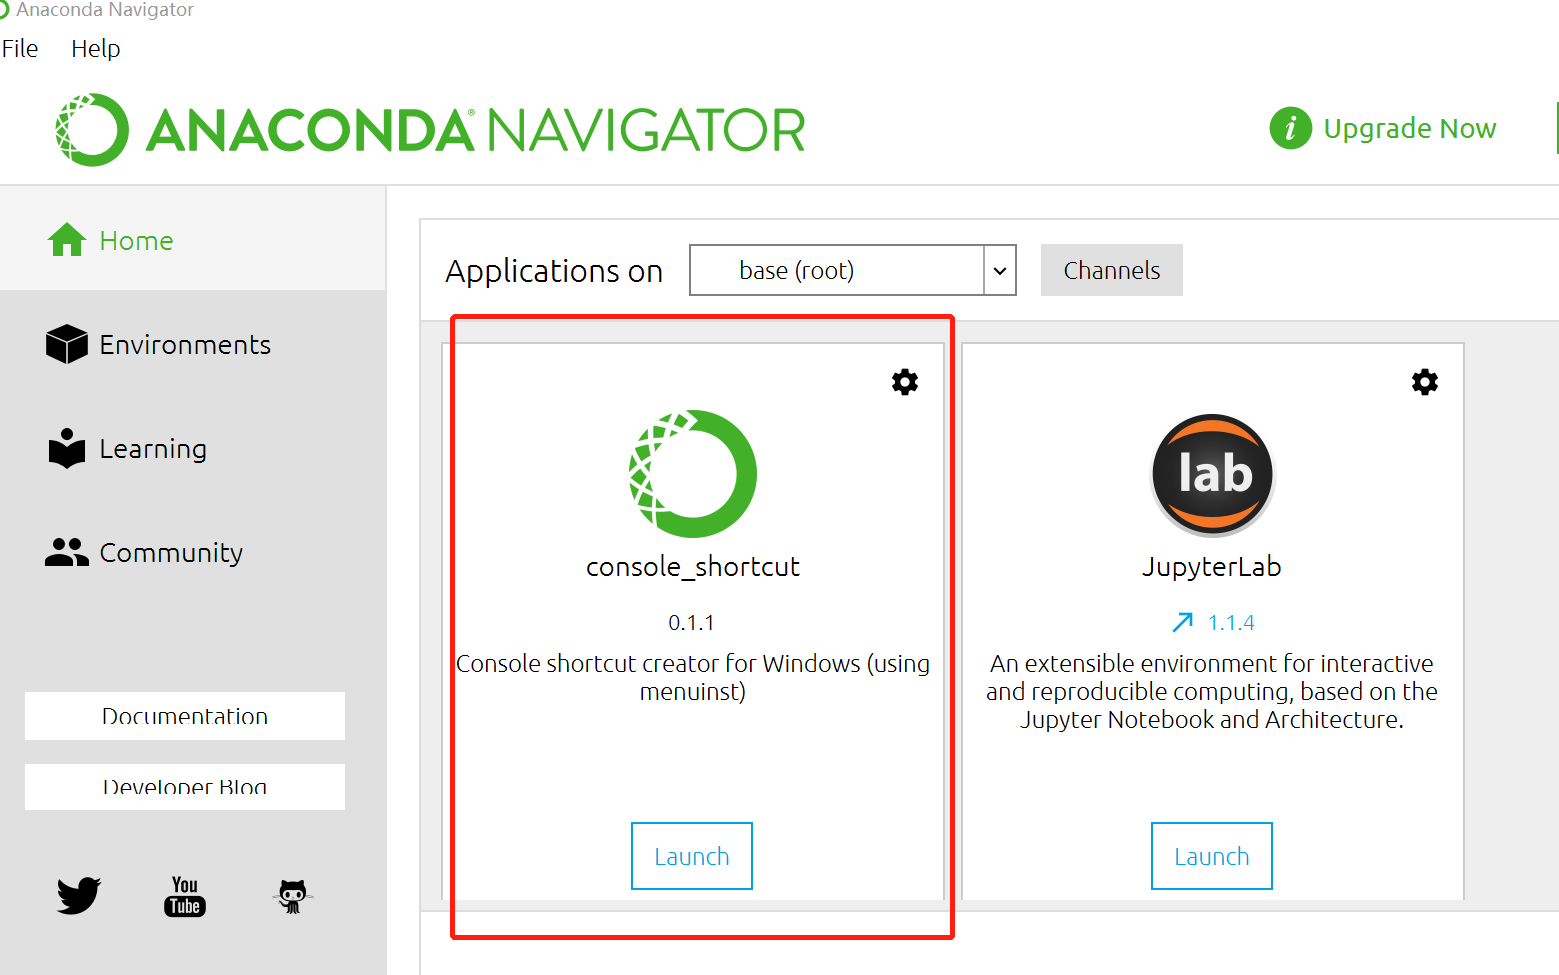 Anaconda Navigator
File Help
ANACONDA® NAVIGATOR
Upgrade Now
Home
Applications on base (root) Channels
Environments
Learning
Community
Documentation
Developer Blog
You
Tube
console_shortcut
0.1.1
Console shortcut creator for Windows (using
menuinst)
Launch
lab
JupyterLab
1.1.4
An extensible environment for interactive
and reproducible computing, based on the
Jupyter Notebook and Architecture.
Launch